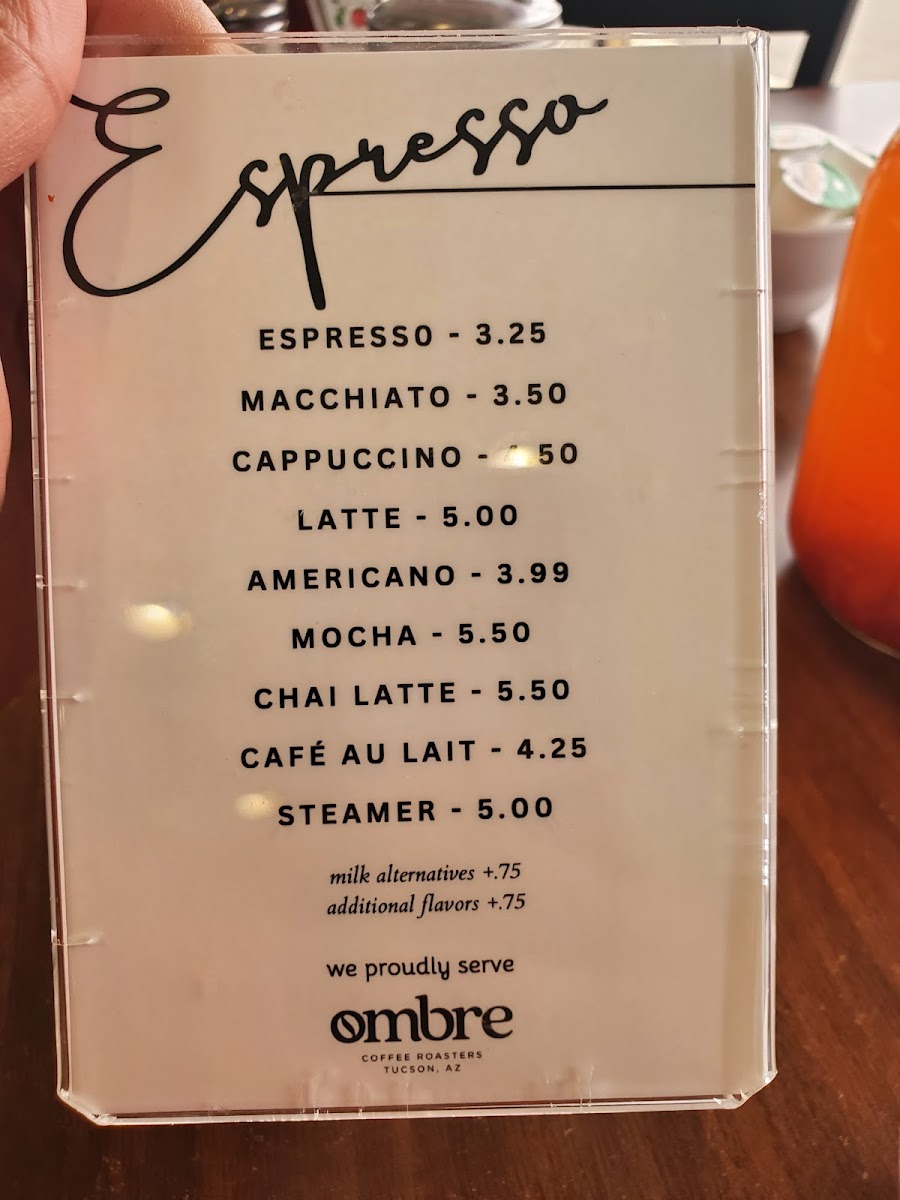 Espresso
ESPRESSO - 3.25
MACCHIATO - 3.50
CAPPUCCINO - 4.50
LATTE - 5.00
AMERICANO - 3.99
MOCHA - 5.50
CHAI LATTE - 5.50
CAFÉ AU LAIT - 4.25
STEAMER - 5.00
milk alternatives +.75
additional flavors +.75
we proudly serve
ombre
COFFEE ROASTERS
TUCSON, AZ